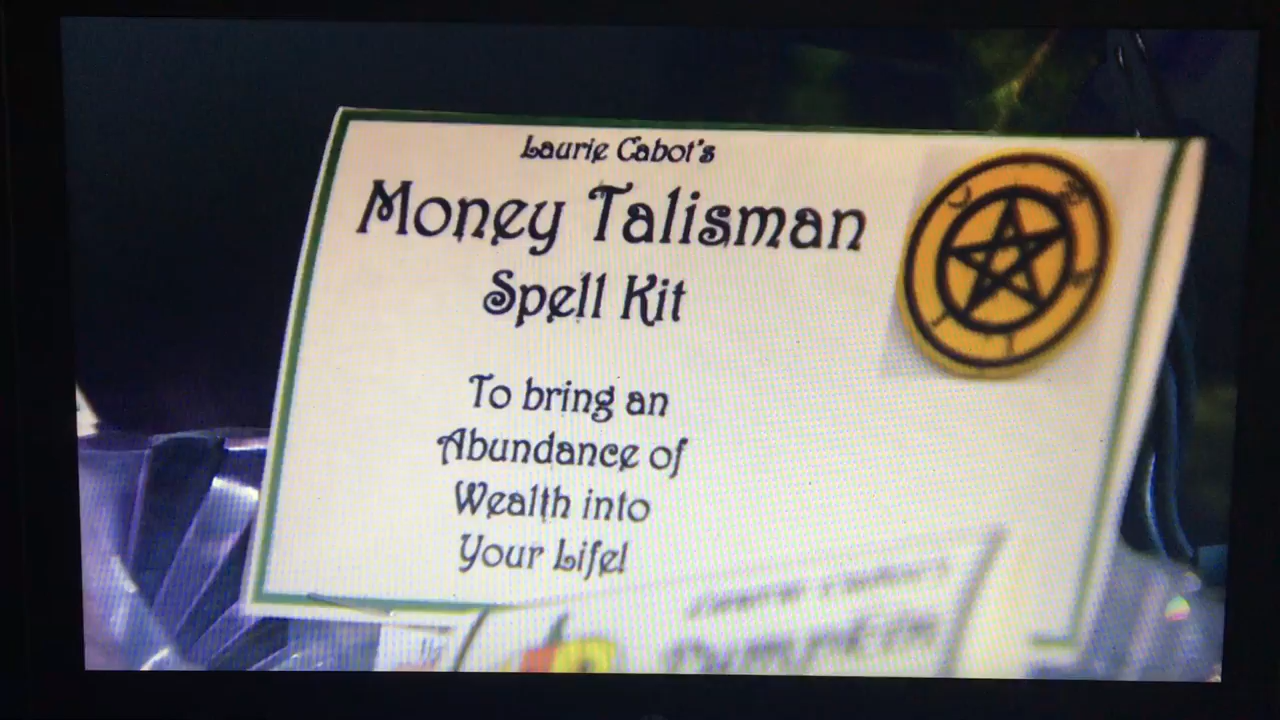 Laurie Cabot's
Money Talisman
Spell Kit
To bring an
Abundance of
Wealth into
Your Life!